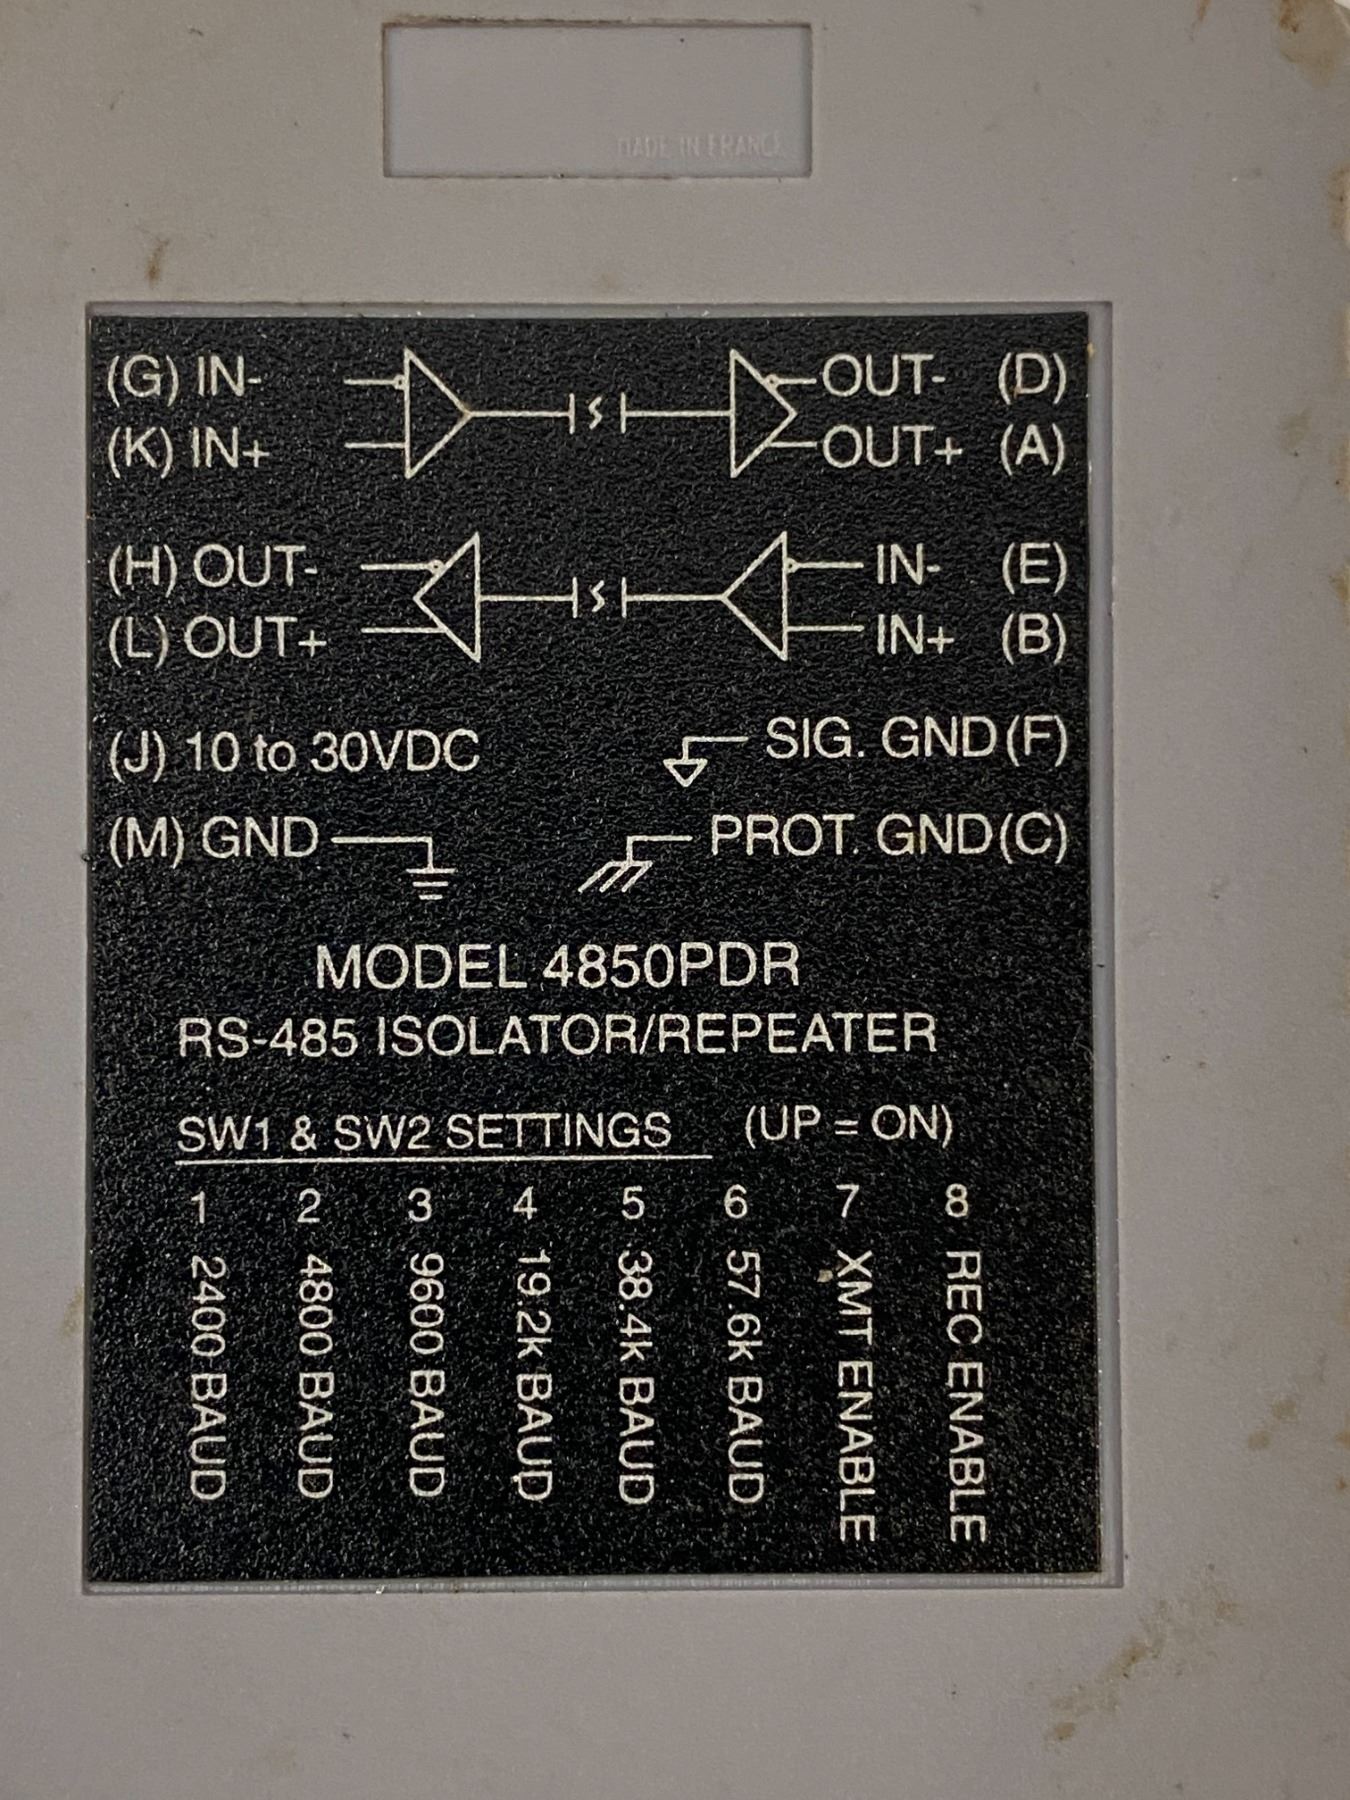 MADE IN FRANCE
(G) IN- OUT- (D)
(K) IN+ OUT+ (A)
(H) OUT- IN- (E)
(L) OUT+ IN+ (B)
(J) 10 to 30VDC SIG. GND (F)
(M) GND PROT. GND (C)
MODEL 4850PDR
RS-485 ISOLATOR/REPEATER
SW1 & SW2 SETTINGS (UP = ON)
1 2 3 4 5 6 7 8
2400 BAUD
4800 BAUD
9600 BAUD
19.2k BAUD
38.4k BAUD
57.6k BAUD
XMT ENABLE
REC ENABLE